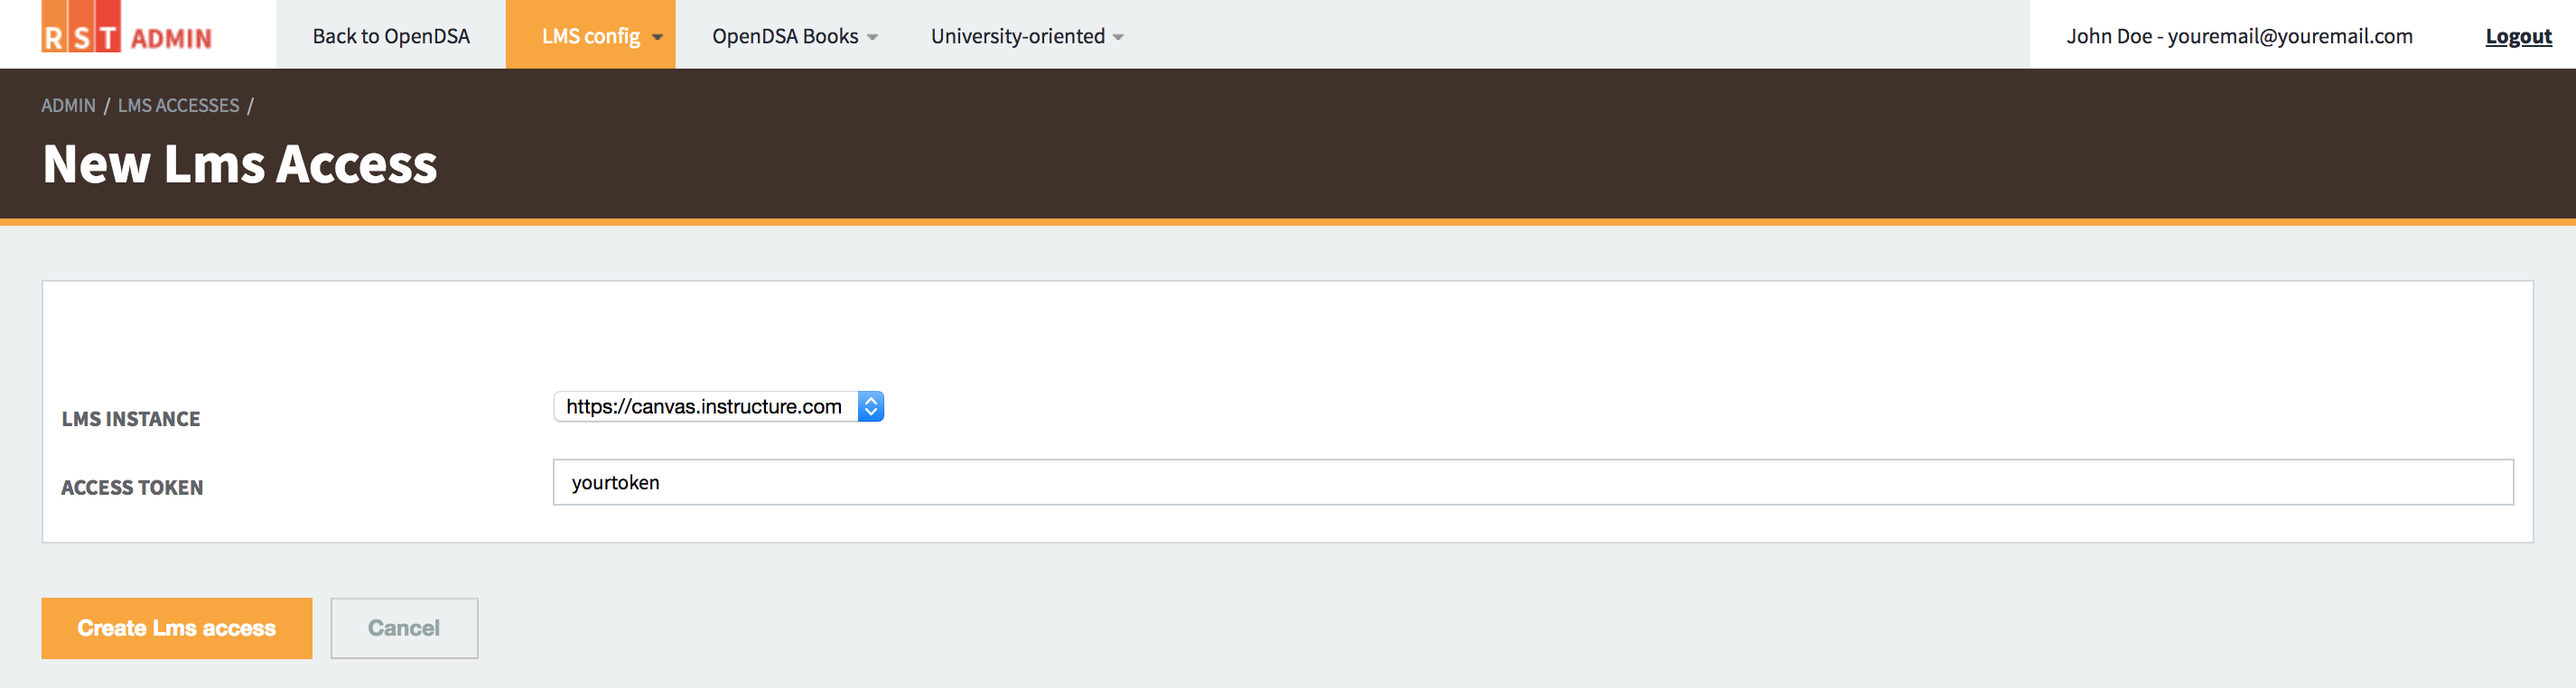 RST ADMIN Back to OpenDSA LMS config OpenDSA Books University-oriented John Doe - youremail@youremail.com Logout
ADMIN / LMS ACCESSES /
New Lms Access
LMS INSTANCE https://canvas.instructure.com
ACCESS TOKEN yourtoken
Create Lms access Cancel